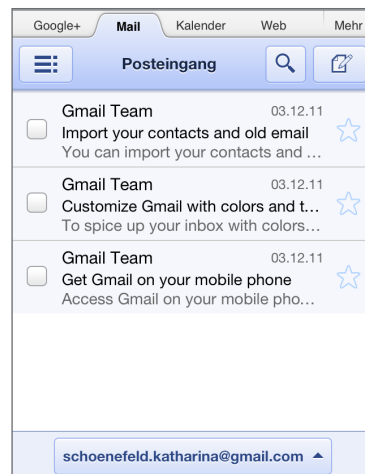 Google+ Mail Kalender Web Mehr
Posteingang
Gmail Team 03.12.11
Import your contacts and old email
You can import your contacts and ...
Gmail Team 03.12.11
Customize Gmail with colors and t...
To spice up your inbox with colors...
Gmail Team 03.12.11
Get Gmail on your mobile phone
Access Gmail on your mobile pho...
schoenefeld.katharina@gmail.com